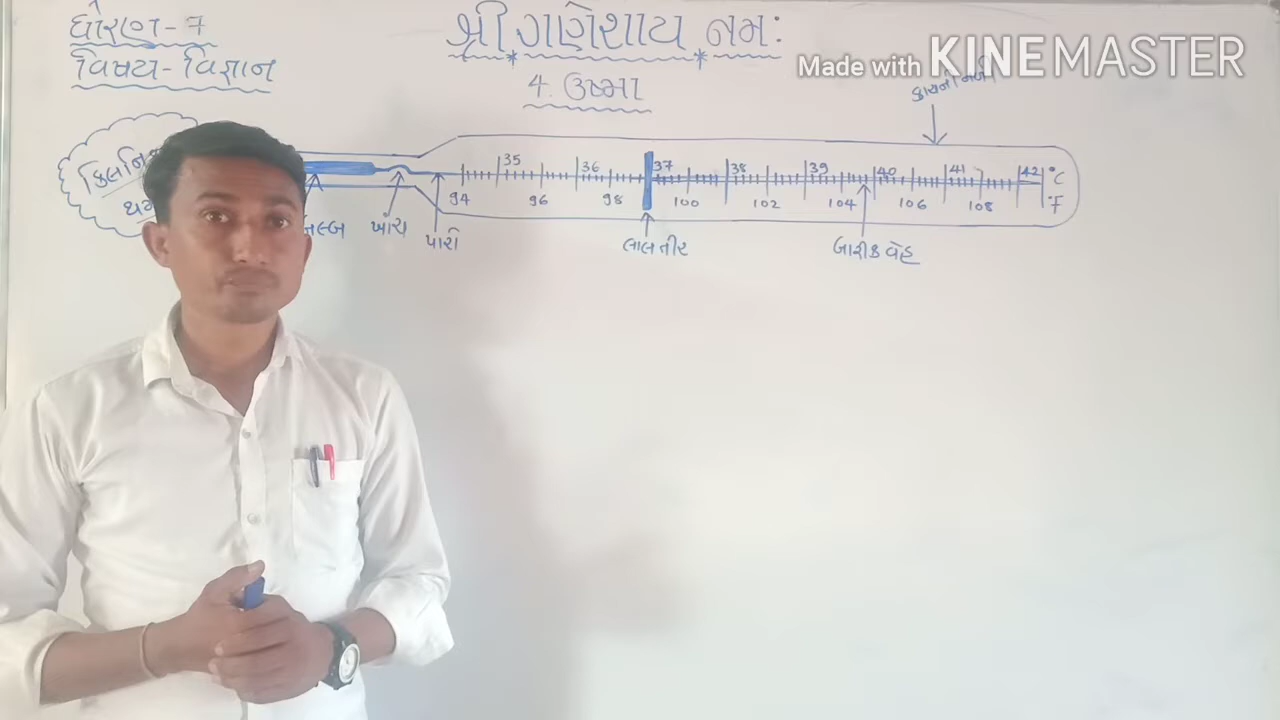 ધોરણ - 7
વિષય - વિજ્ઞાન
શ્રી ગણેશાય નમઃ
4. ઉષ્મા
Made with KINEMASTER
કાચની નળી
35 36 37 38 39 40 41 42 °C
94 96 98 100 102 104 106 108 °F
બલ્બ ખાંચ પારો લાલ તીર બારીક વેહ